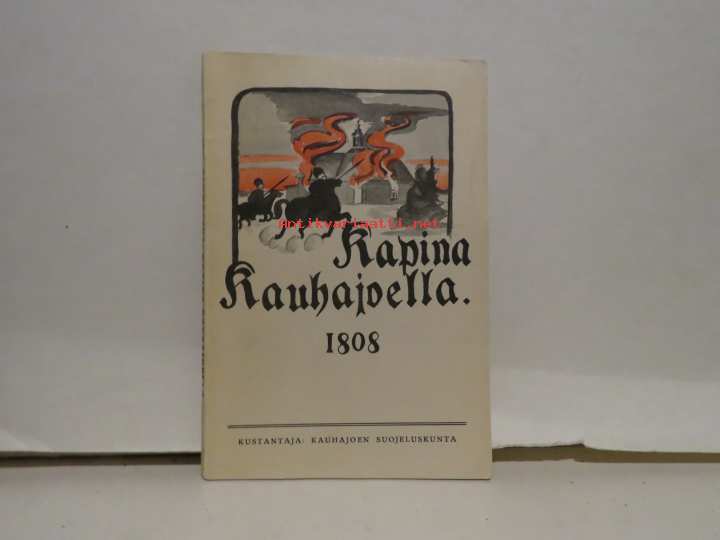 Antikvariaatti.net
Kapina
Kauhajoella.
1808
KUSTANTAJA: KAUHAJOEN SUOJELUSKUNTA